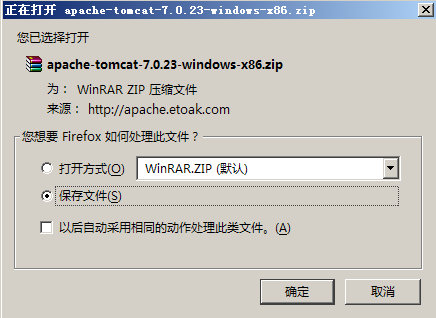 正在打开 apache-tomcat-7.0.23-windows-x86.zip
您已选择打开
apache-tomcat-7.0.23-windows-x86.zip
为： WinRAR ZIP 压缩文件
来源： http://apache.etoak.com
您想要 Firefox 如何处理此文件？
打开方式(O) WinRAR.ZIP (默认)
保存文件(S)
以后自动采用相同的动作处理此类文件。(A)
确定 取消